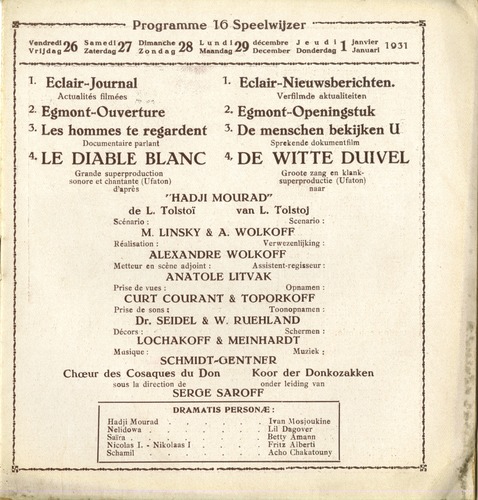 Programme 16 Speelwijzer
Vendredi Vrijdag 26 Samedi Zaterdag 27 Dimanche Zondag 28 Lundi Maandag 29 décembre December Jeudi Donderdag 1 janvier Januari 1931
1. Eclair-Journal 1. Eclair-Nieuwsberichten.
Actualités filmées Verfilmde aktualiteiten
2. Egmont-Ouverture 2. Egmont-Openingstuk
3. Les hommes te regardent 3. De menschen bekijken U
Documentaire parlant Sprekende dokumentfilm
4. LE DIABLE BLANC 4. DE WITTE DUIVEL
Grande superproduction Groote zang en klank-
sonore et chantante (Ufaton) superproductie (Ufaton)
d'après naar
"HADJI MOURAD"
de L. Tolstoï van L. Tolstoj
Scénario : Scenario :
M. LINSKY & A. WOLKOFF
Réalisation : Verwezenlijking :
ALEXANDRE WOLKOFF
Metteur en scène adjoint : Assistent-regisseur :
ANATOLE LITVAK
Prise de vues : Opnamen :
CURT COURANT & TOPORKOFF
Prise de sons : Toonopnamen :
Dr. SEIDEL & W. RUEHLAND
Décors : Schermen :
LOCHAKOFF & MEINHARDT
Musique : Muziek :
SCHMIDT-GENTNER
Chœur des Cosaques du Don Koor der Donkozakken
sous la direction de onder leiding van
SERGE SAROFF
DRAMATIS PERSONÆ :
Hadji Mourad . . . . . . Ivan Mosjoukine
Nelidowa . . . . . . Lil Dagover
Saïra . . . . . . Betty Amann
Nicolas I. - Nikolaas I . . . . Fritz Alberti
Schamil . . . . . . Acho Chakatouny